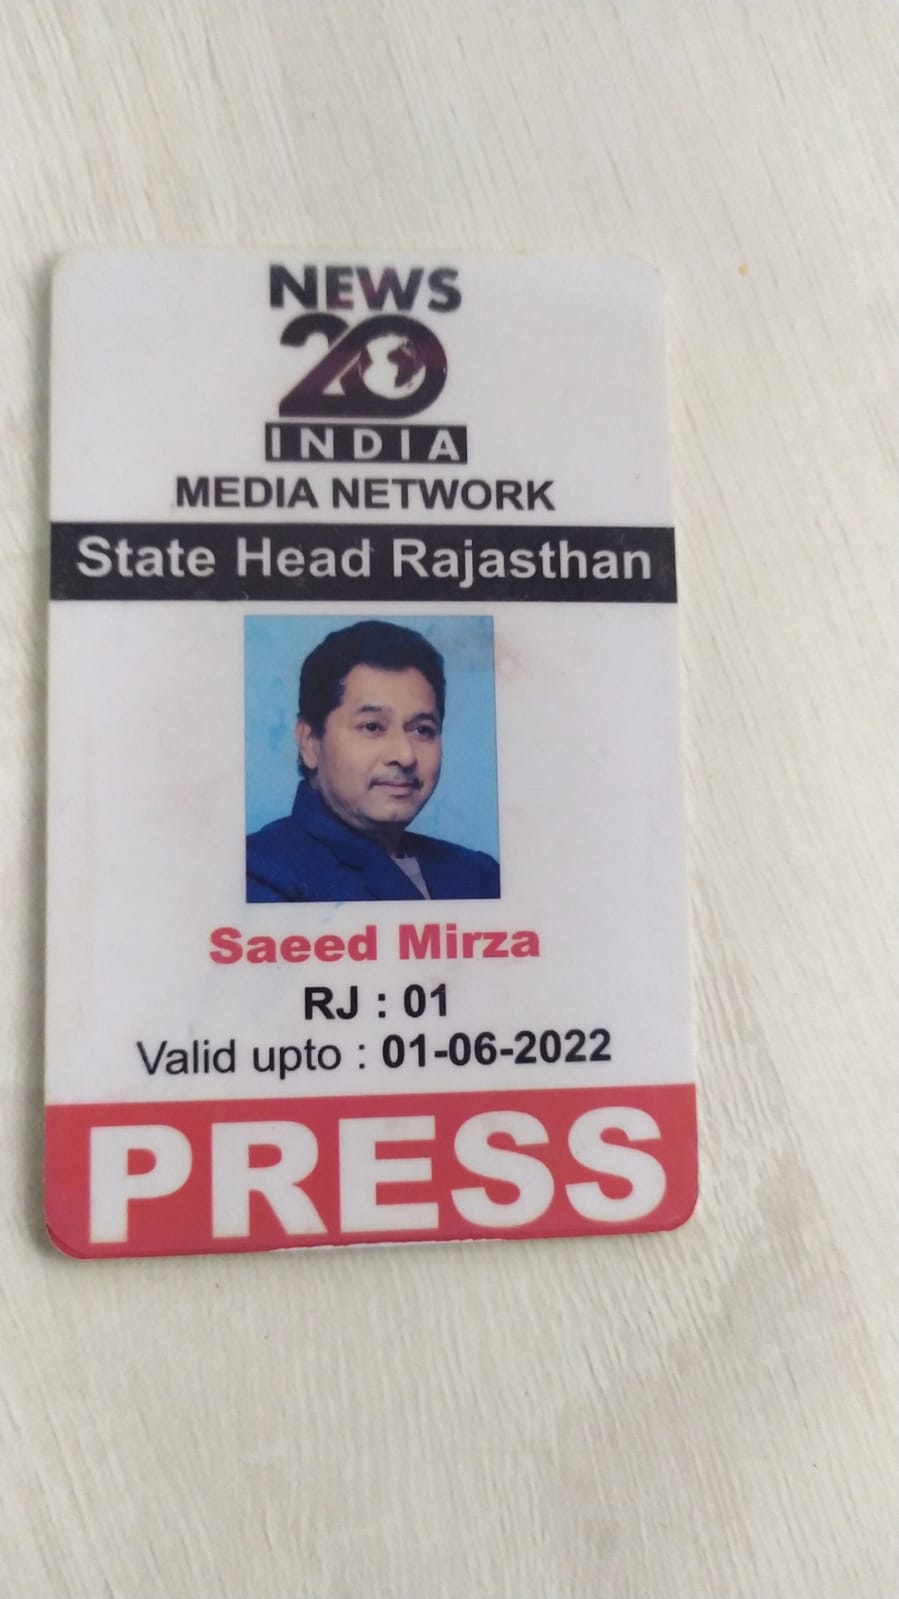 NEWS
20
INDIA
MEDIA NETWORK
State Head Rajasthan
Saeed Mirza
RJ : 01
Valid upto : 01-06-2022
PRESS